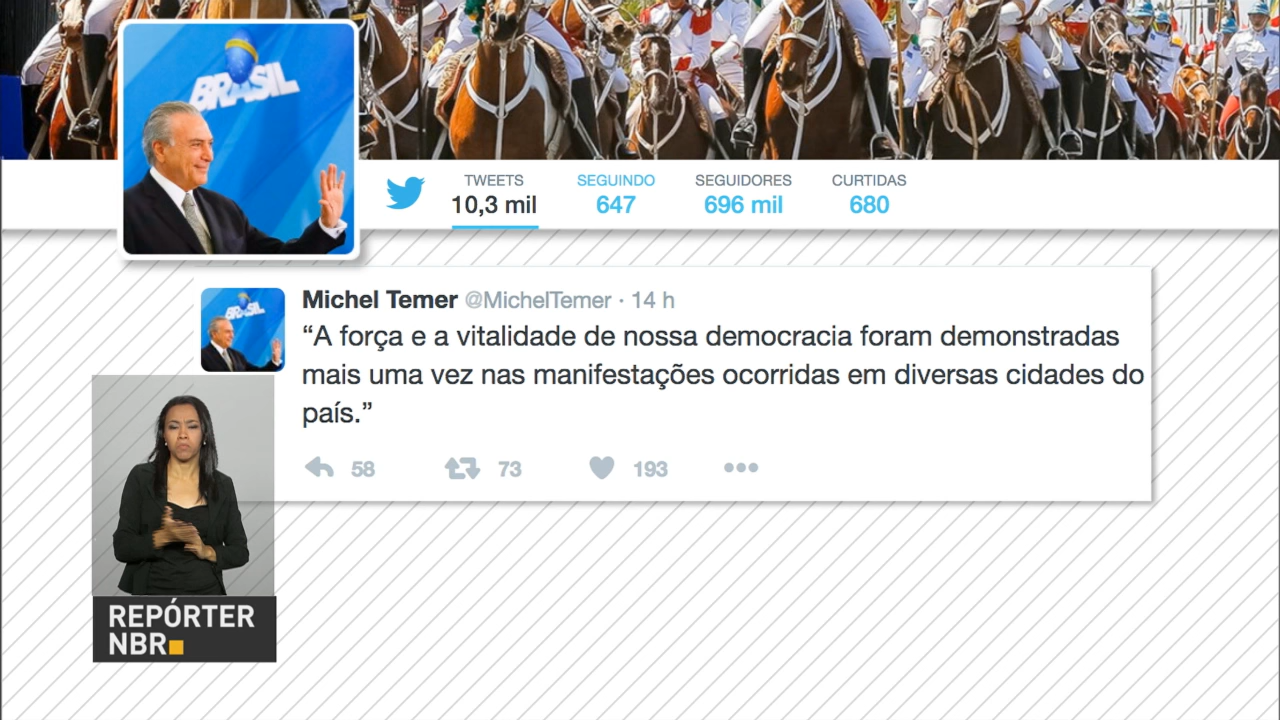 BRASIL
TWEETS
10,3 mil
SEGUINDO
647
SEGUIDORES
696 mil
CURTIDAS
680
BRASIL
Michel Temer @MichelTemer · 14 h
“A força e a vitalidade de nossa democracia foram demonstradas
mais uma vez nas manifestações ocorridas em diversas cidades do
país.”
58
73
193
REPÓRTER
NBR